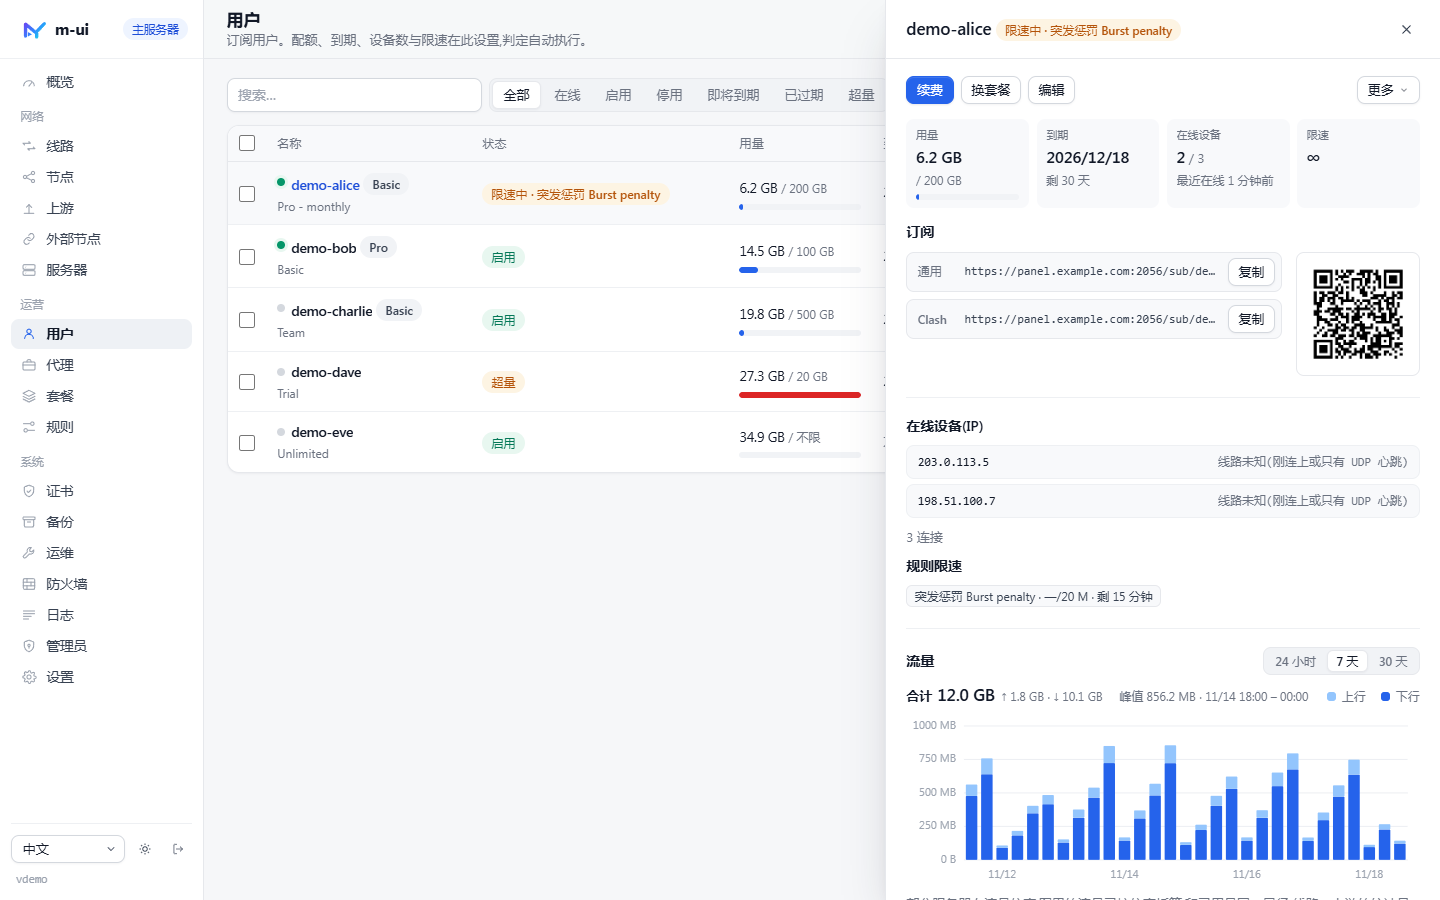 m-ui
主服务器
概览
网络
线路
节点
上游
外部节点
服务器
运营
用户
代理
套餐
规则
系统
证书
备份
运维
防火墙
日志
管理员
设置
中文
vdemo
用户
订阅用户。配额、到期、设备数与限速在此设置,判定自动执行。
搜索...
全部 在线 启用 停用 即将到期 已过期 超量
名称 状态 用量
demo-alice Basic
Pro - monthly
限速中 · 突发惩罚 Burst penalty
6.2 GB / 200 GB
demo-bob Pro
Basic
启用
14.5 GB / 100 GB
demo-charlie Basic
Team
启用
19.8 GB / 500 GB
demo-dave
Trial
超量
27.3 GB / 20 GB
demo-eve
Unlimited
启用
34.9 GB / 不限
demo-alice 限速中 · 突发惩罚 Burst penalty
续费 换套餐 编辑 更多
用量
6.2 GB
/ 200 GB
到期
2026/12/18
剩 30 天
在线设备
2 / 3
最近在线 1 分钟前
限速
∞
订阅
通用 https://panel.example.com:2056/sub/de… 复制
Clash https://panel.example.com:2056/sub/de… 复制
在线设备(IP)
203.0.113.5 线路未知(刚连上或只有 UDP 心跳)
198.51.100.7 线路未知(刚连上或只有 UDP 心跳)
3 连接
规则限速
突发惩罚 Burst penalty · —/20 M · 剩 15 分钟
流量
24 小时 7 天 30 天
合计 12.0 GB ↑ 1.8 GB · ↓ 10.1 GB 峰值 856.2 MB · 11/14 18:00 – 00:00 上行 下行
1000 MB
750 MB
500 MB
250 MB
0 B
11/12 11/14 11/16 11/18